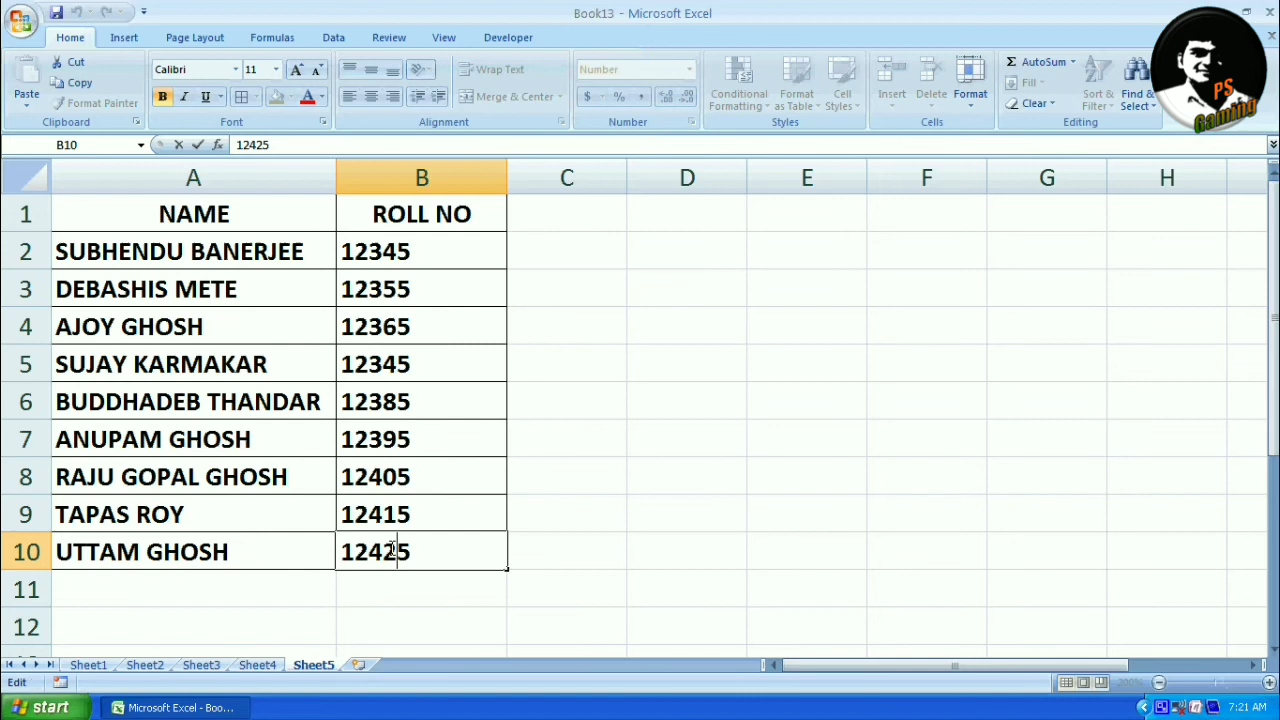 Book13 - Microsoft Excel
Home Insert Page Layout Formulas Data Review View Developer
Paste
Cut
Copy
Format Painter
Clipboard
Calibri 11
B I U
Font
Wrap Text
Merge & Center
Alignment
Number
$ % ,
Number
Conditional Formatting
Format as Table
Cell Styles
Styles
Insert
Delete
Format
Cells
Σ AutoSum
Fill
Clear
Sort & Filter
Find & Select
Editing
PS
Gaming
B10 fx 12425
A B C D E F G H
1 NAME ROLL NO
2 SUBHENDU BANERJEE 12345
3 DEBASHIS METE 12355
4 AJOY GHOSH 12365
5 SUJAY KARMAKAR 12345
6 BUDDHADEB THANDAR 12385
7 ANUPAM GHOSH 12395
8 RAJU GOPAL GHOSH 12405
9 TAPAS ROY 12415
10 UTTAM GHOSH 12425
11
12
Sheet1 Sheet2 Sheet3 Sheet4 Sheet5
Edit 200%
start Microsoft Excel - Boo... 7:21 AM